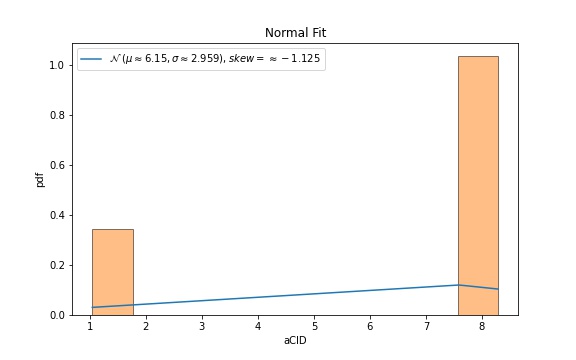 Normal Fit
𝒩(μ ≈ 6.15, σ ≈ 2.959), skew = ≈ −1.125
1.0
0.8
0.6
0.4
0.2
0.0
pdf
1 2 3 4 5 6 7 8
aCID